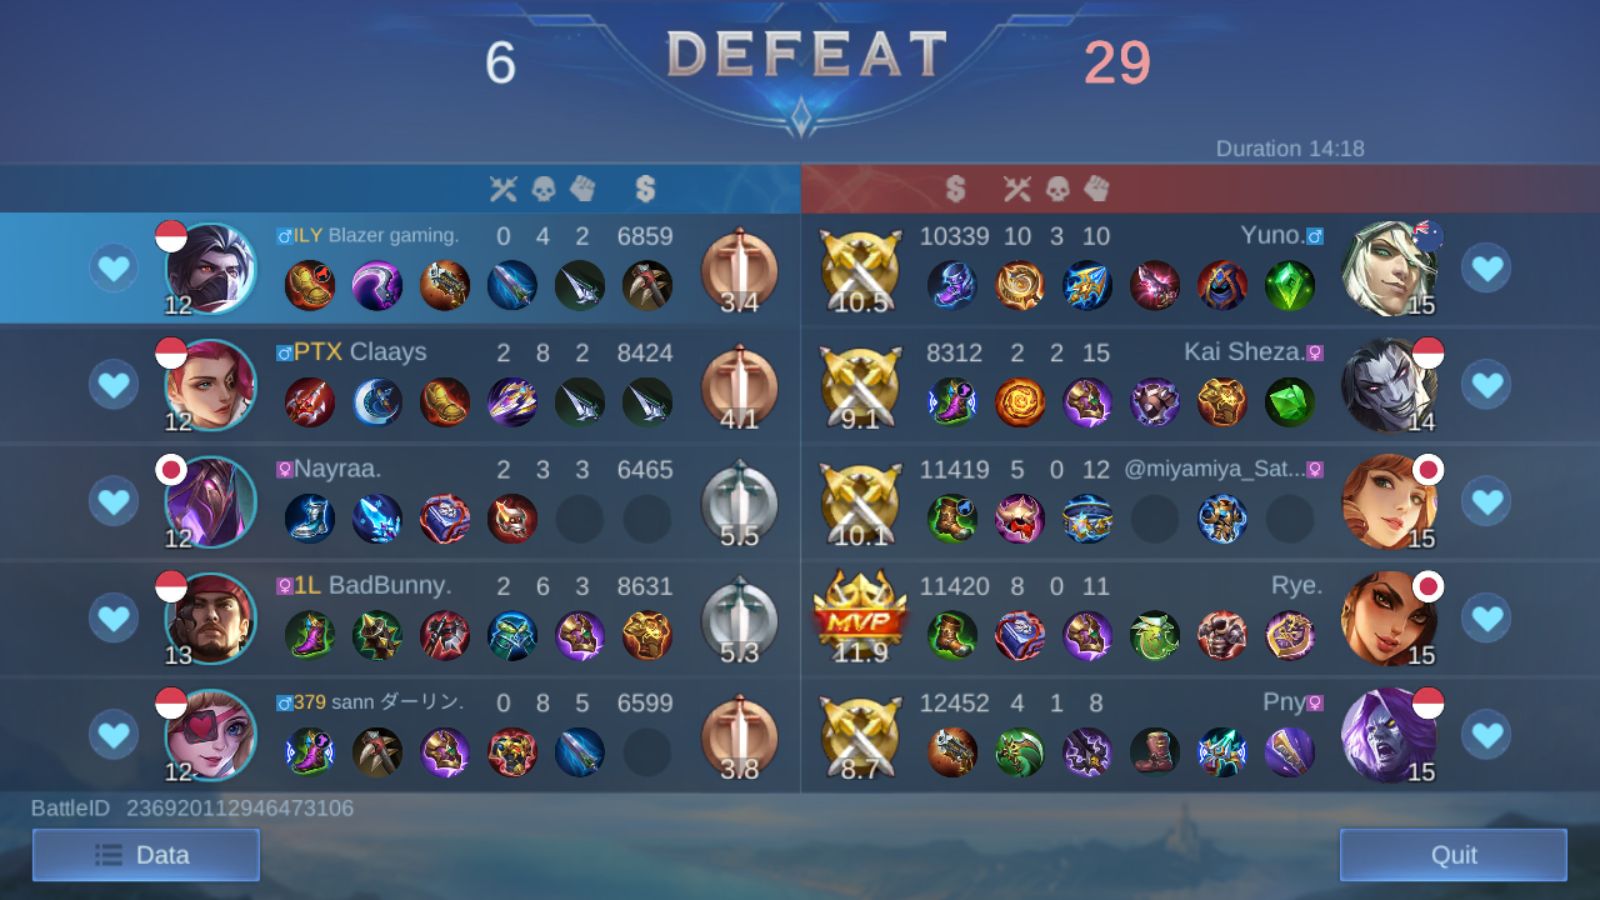 6 DEFEAT 29
Duration 14:18
ILY Blazer gaming. 0 4 2 6859
12 3.4
10339 10 3 10 Yuno.
10.5 15
PTX Claays 2 8 2 8424
12 4.1
8312 2 2 15 Kai Sheza.
9.1 14
Nayraa. 2 3 3 6465
12 5.5
11419 5 0 12 @miyamiya_Sat...
10.1 15
1L BadBunny. 2 6 3 8631
13 5.3
11420 8 0 11 Rye.
MVP
11.9 15
379 sann ダーリン. 0 8 5 6599
12 3.8
12452 4 1 8 Pny
8.7 15
BattleID 236920112946473106
Data
Quit